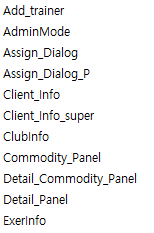 Add_trainer
AdminMode
Assign_Dialog
Assign_Dialog_P
Client_Info
Client_Info_super
ClubInfo
Commodity_Panel
Detail_Commodity_Panel
Detail_Panel
ExerInfo